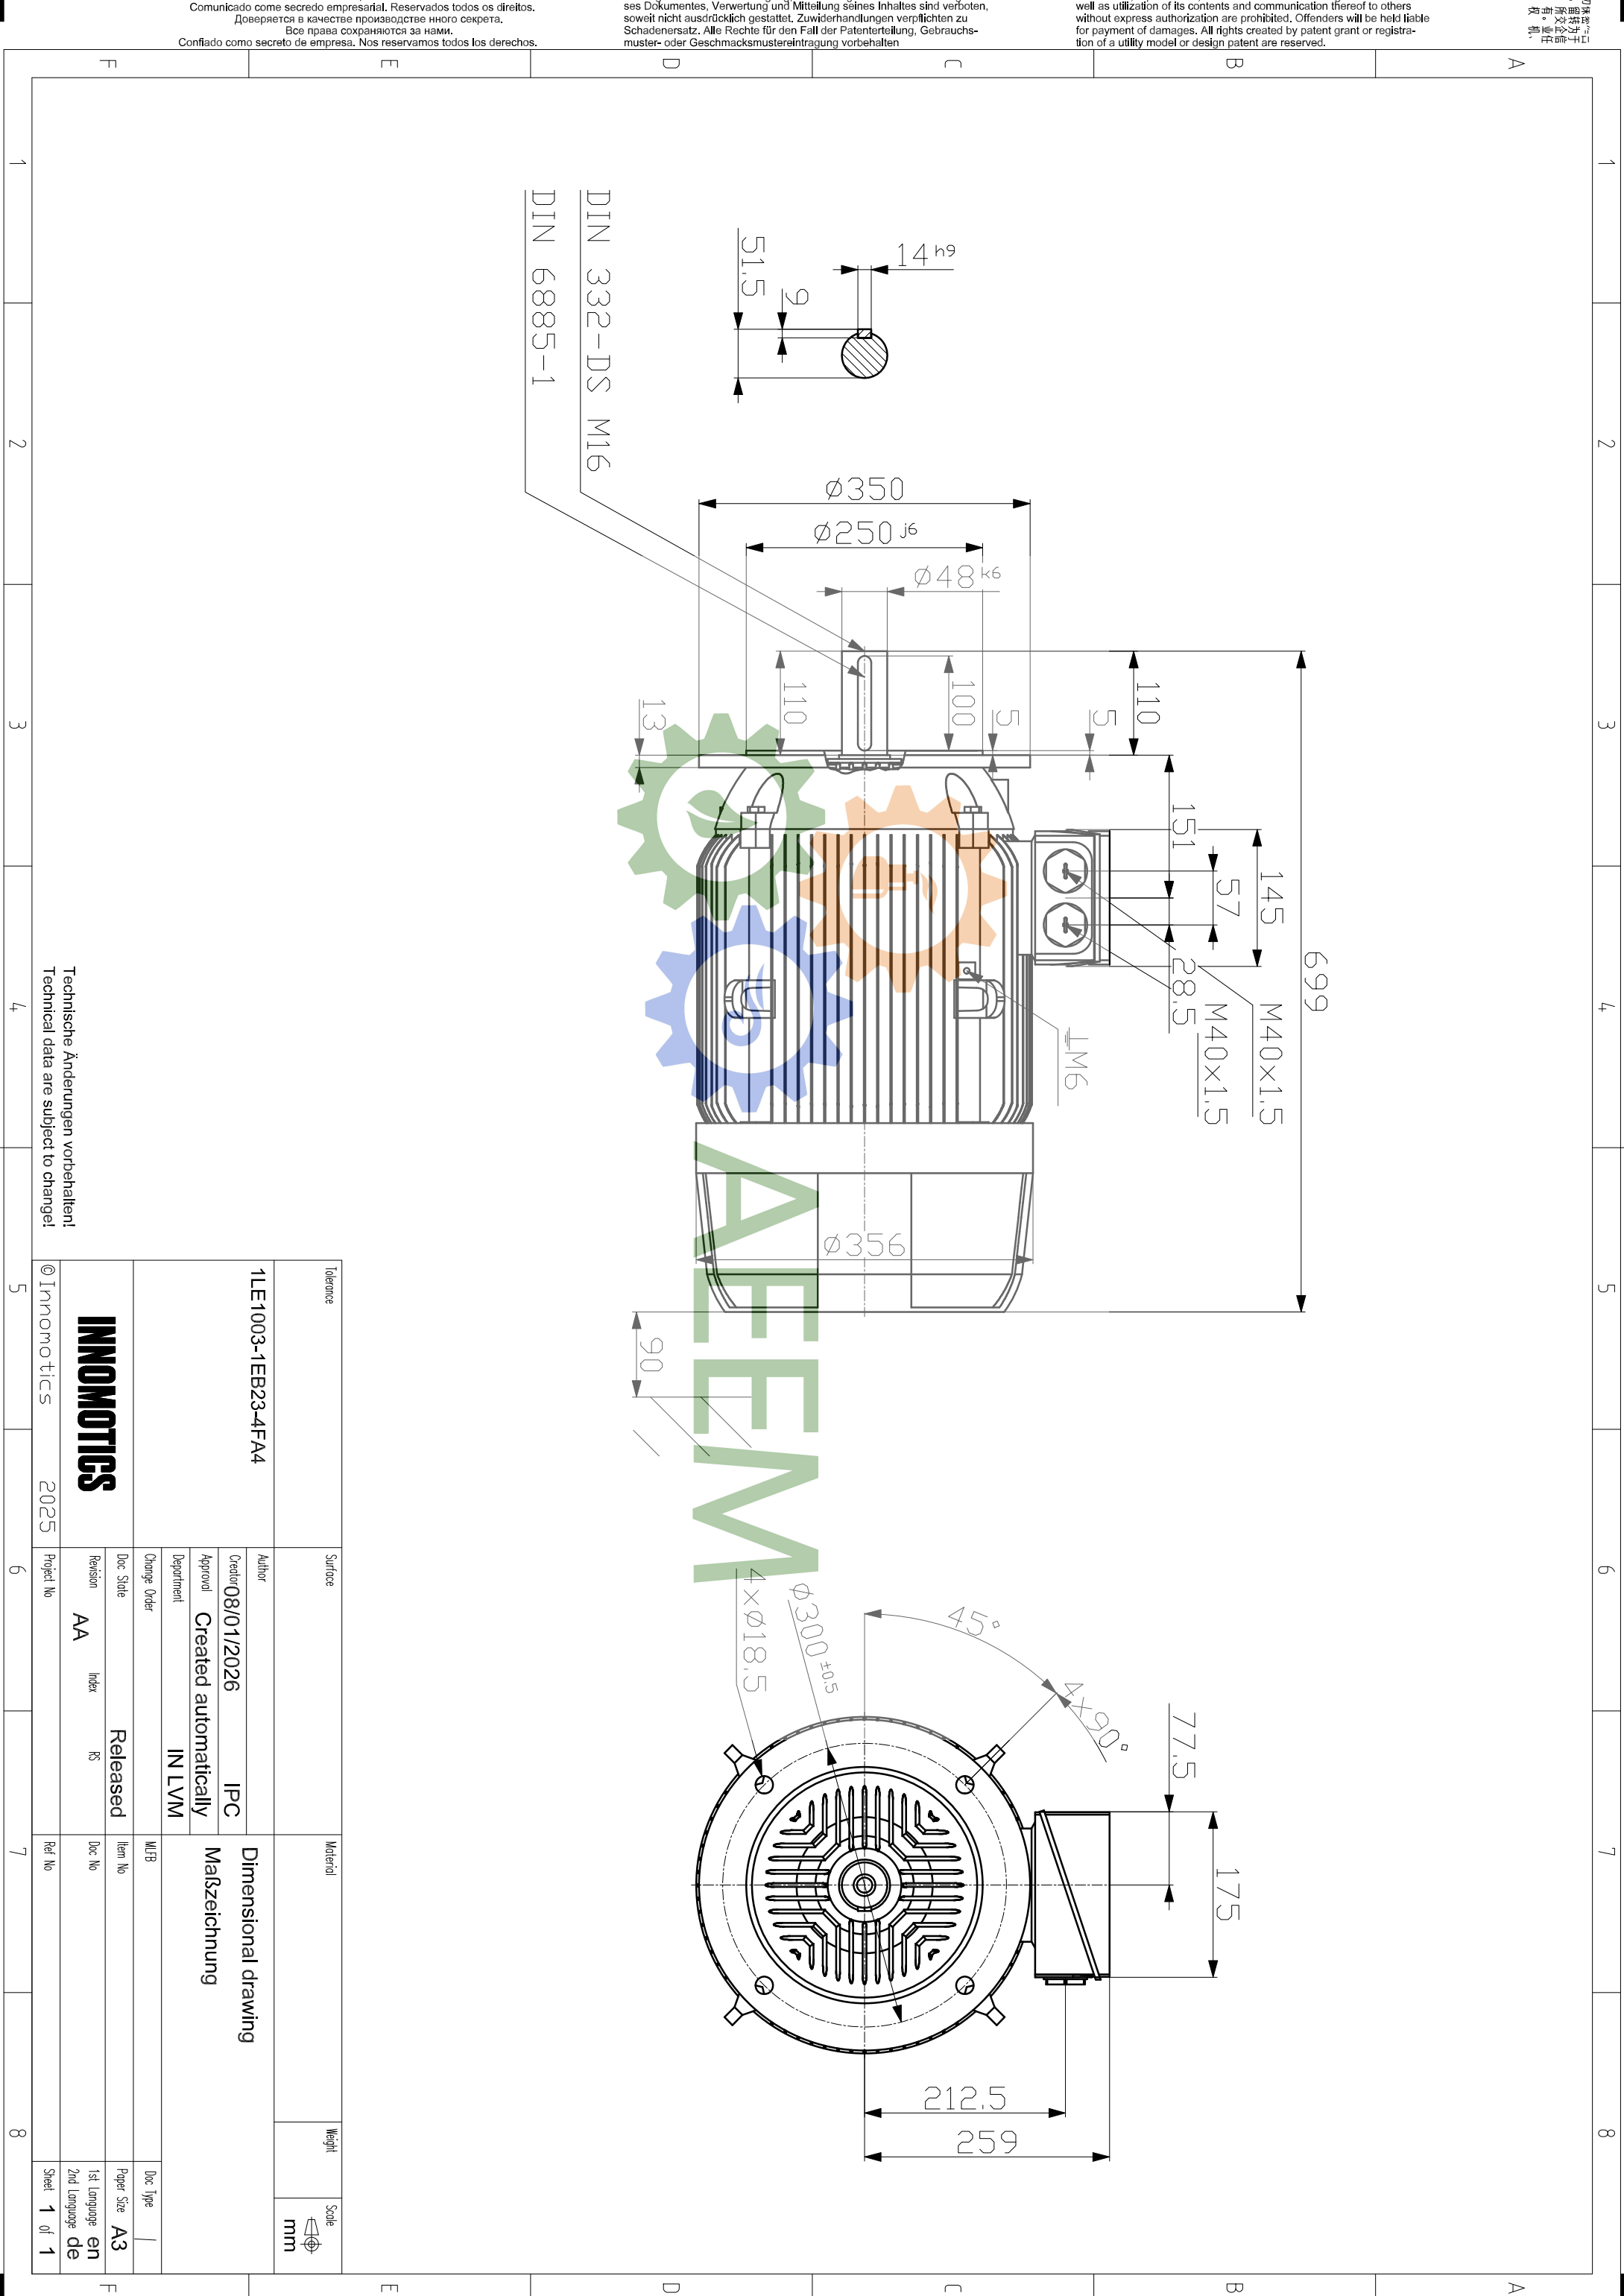 Comunicado como secredo empresarial. Reservados todos os direitos.
Доверяется в качестве производстве нного секрета.
Все права сохраняются за нами.
Confiado como secreto de empresa. Nos reservamos todos los derechos.
ses Dokumentes, Verwertung und Mitteilung seines Inhaltes sind verboten,
soweit nicht ausdrücklich gestattet. Zuwiderhandlungen verpflichten zu
Schadenersatz. Alle Rechte für den Fall der Patenterteilung, Gebrauchs-
muster- oder Geschmacksmustereintragung vorbehalten
well as utilization of its contents and communication thereof to others
without express authorization are prohibited. Offenders will be held liable
for payment of damages. All rights created by patent grant or registra-
tion of a utility model or design patent are reserved.
F E D C B A
1 1
2 2
3 3
4 4
5 5
6 6
7 7
8 8
F E D C B A
14 h9
9
51.5
DIN 332-DS M16
DIN 6885-1
Ø350
Ø250 j6
Ø48 k6
110
100
5
5
110
13
151
57
145
28.5
699
M40x1.5
M40x1.5
M6
Ø356
90
AEEM
45°
4x90°
Ø300 ±0.5
4xØ18.5
77.5
175
212.5
259
Technische Änderungen vorbehalten!
Technical data are subject to change!
Tolerance
Surface
Material
Weight
Scale
mm
1LE1003-1EB23-4FA4
Author
Creator 08/01/2026 IPC
Approval Created automatically
Department IN LVM
Dimensional drawing
Maßzeichnung
Change Order
MLFB
Doc Type /
INNOMOTICS
Doc State Released
Item No
Paper Size A3
Revision AA
Index
RS
Doc No
1st Language en
2nd Language de
© Innomotics 2025
Project No
Ref No
Sheet 1 of 1